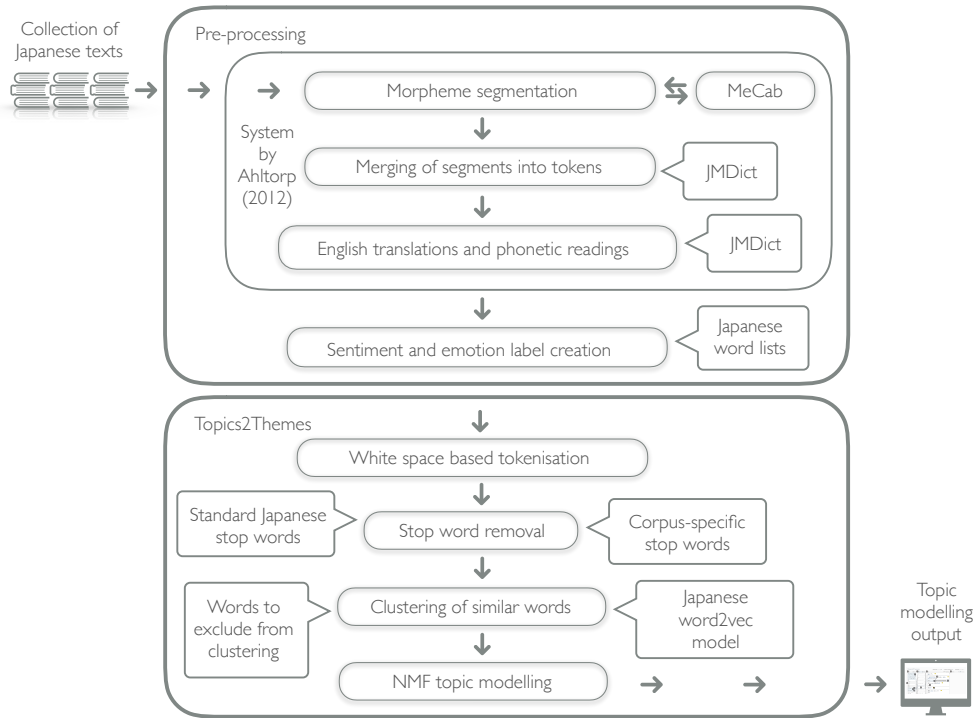 Collection of
Japanese texts
Pre-processing
Morpheme segmentation
MeCab
System
by
Ahltorp
(2012)
Merging of segments into tokens
JMDict
English translations and phonetic readings
JMDict
Sentiment and emotion label creation
Japanese
word lists
Topics2Themes
White space based tokenisation
Standard Japanese
stop words
Stop word removal
Corpus-specific
stop words
Words to
exclude from
clustering
Clustering of similar words
Japanese
word2vec
model
NMF topic modelling
Topic
modelling
output